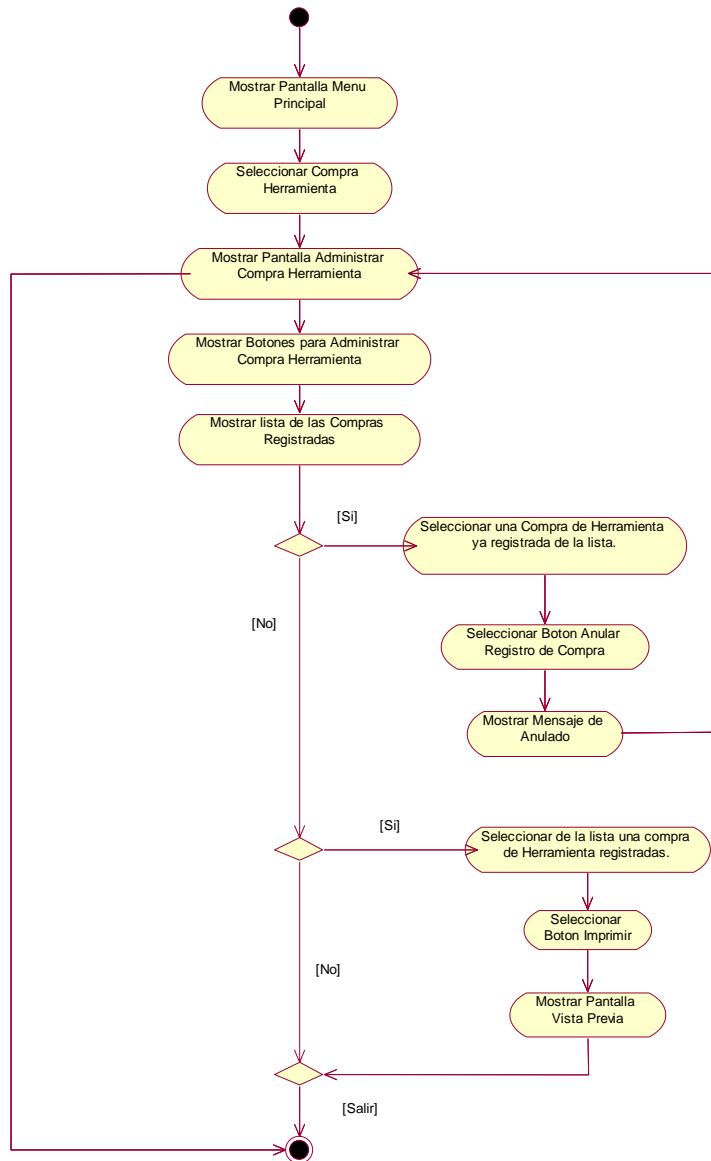 Mostrar Pantalla Menu
Principal
Seleccionar Compra
Herramienta
Mostrar Pantalla Administrar
Compra Herramienta
Mostrar Botones para Administrar
Compra Herramienta
Mostrar lista de las Compras
Registradas
[Si]
Seleccionar una Compra de Herramienta
ya registrada de la lista.
[No]
Seleccionar Boton Anular
Registro de Compra
Mostrar Mensaje de
Anulado
[Si]
Seleccionar de la lista una compra
de Herramienta registradas.
Seleccionar
Boton Imprimir
[No]
Mostrar Pantalla
Vista Previa
[Salir]